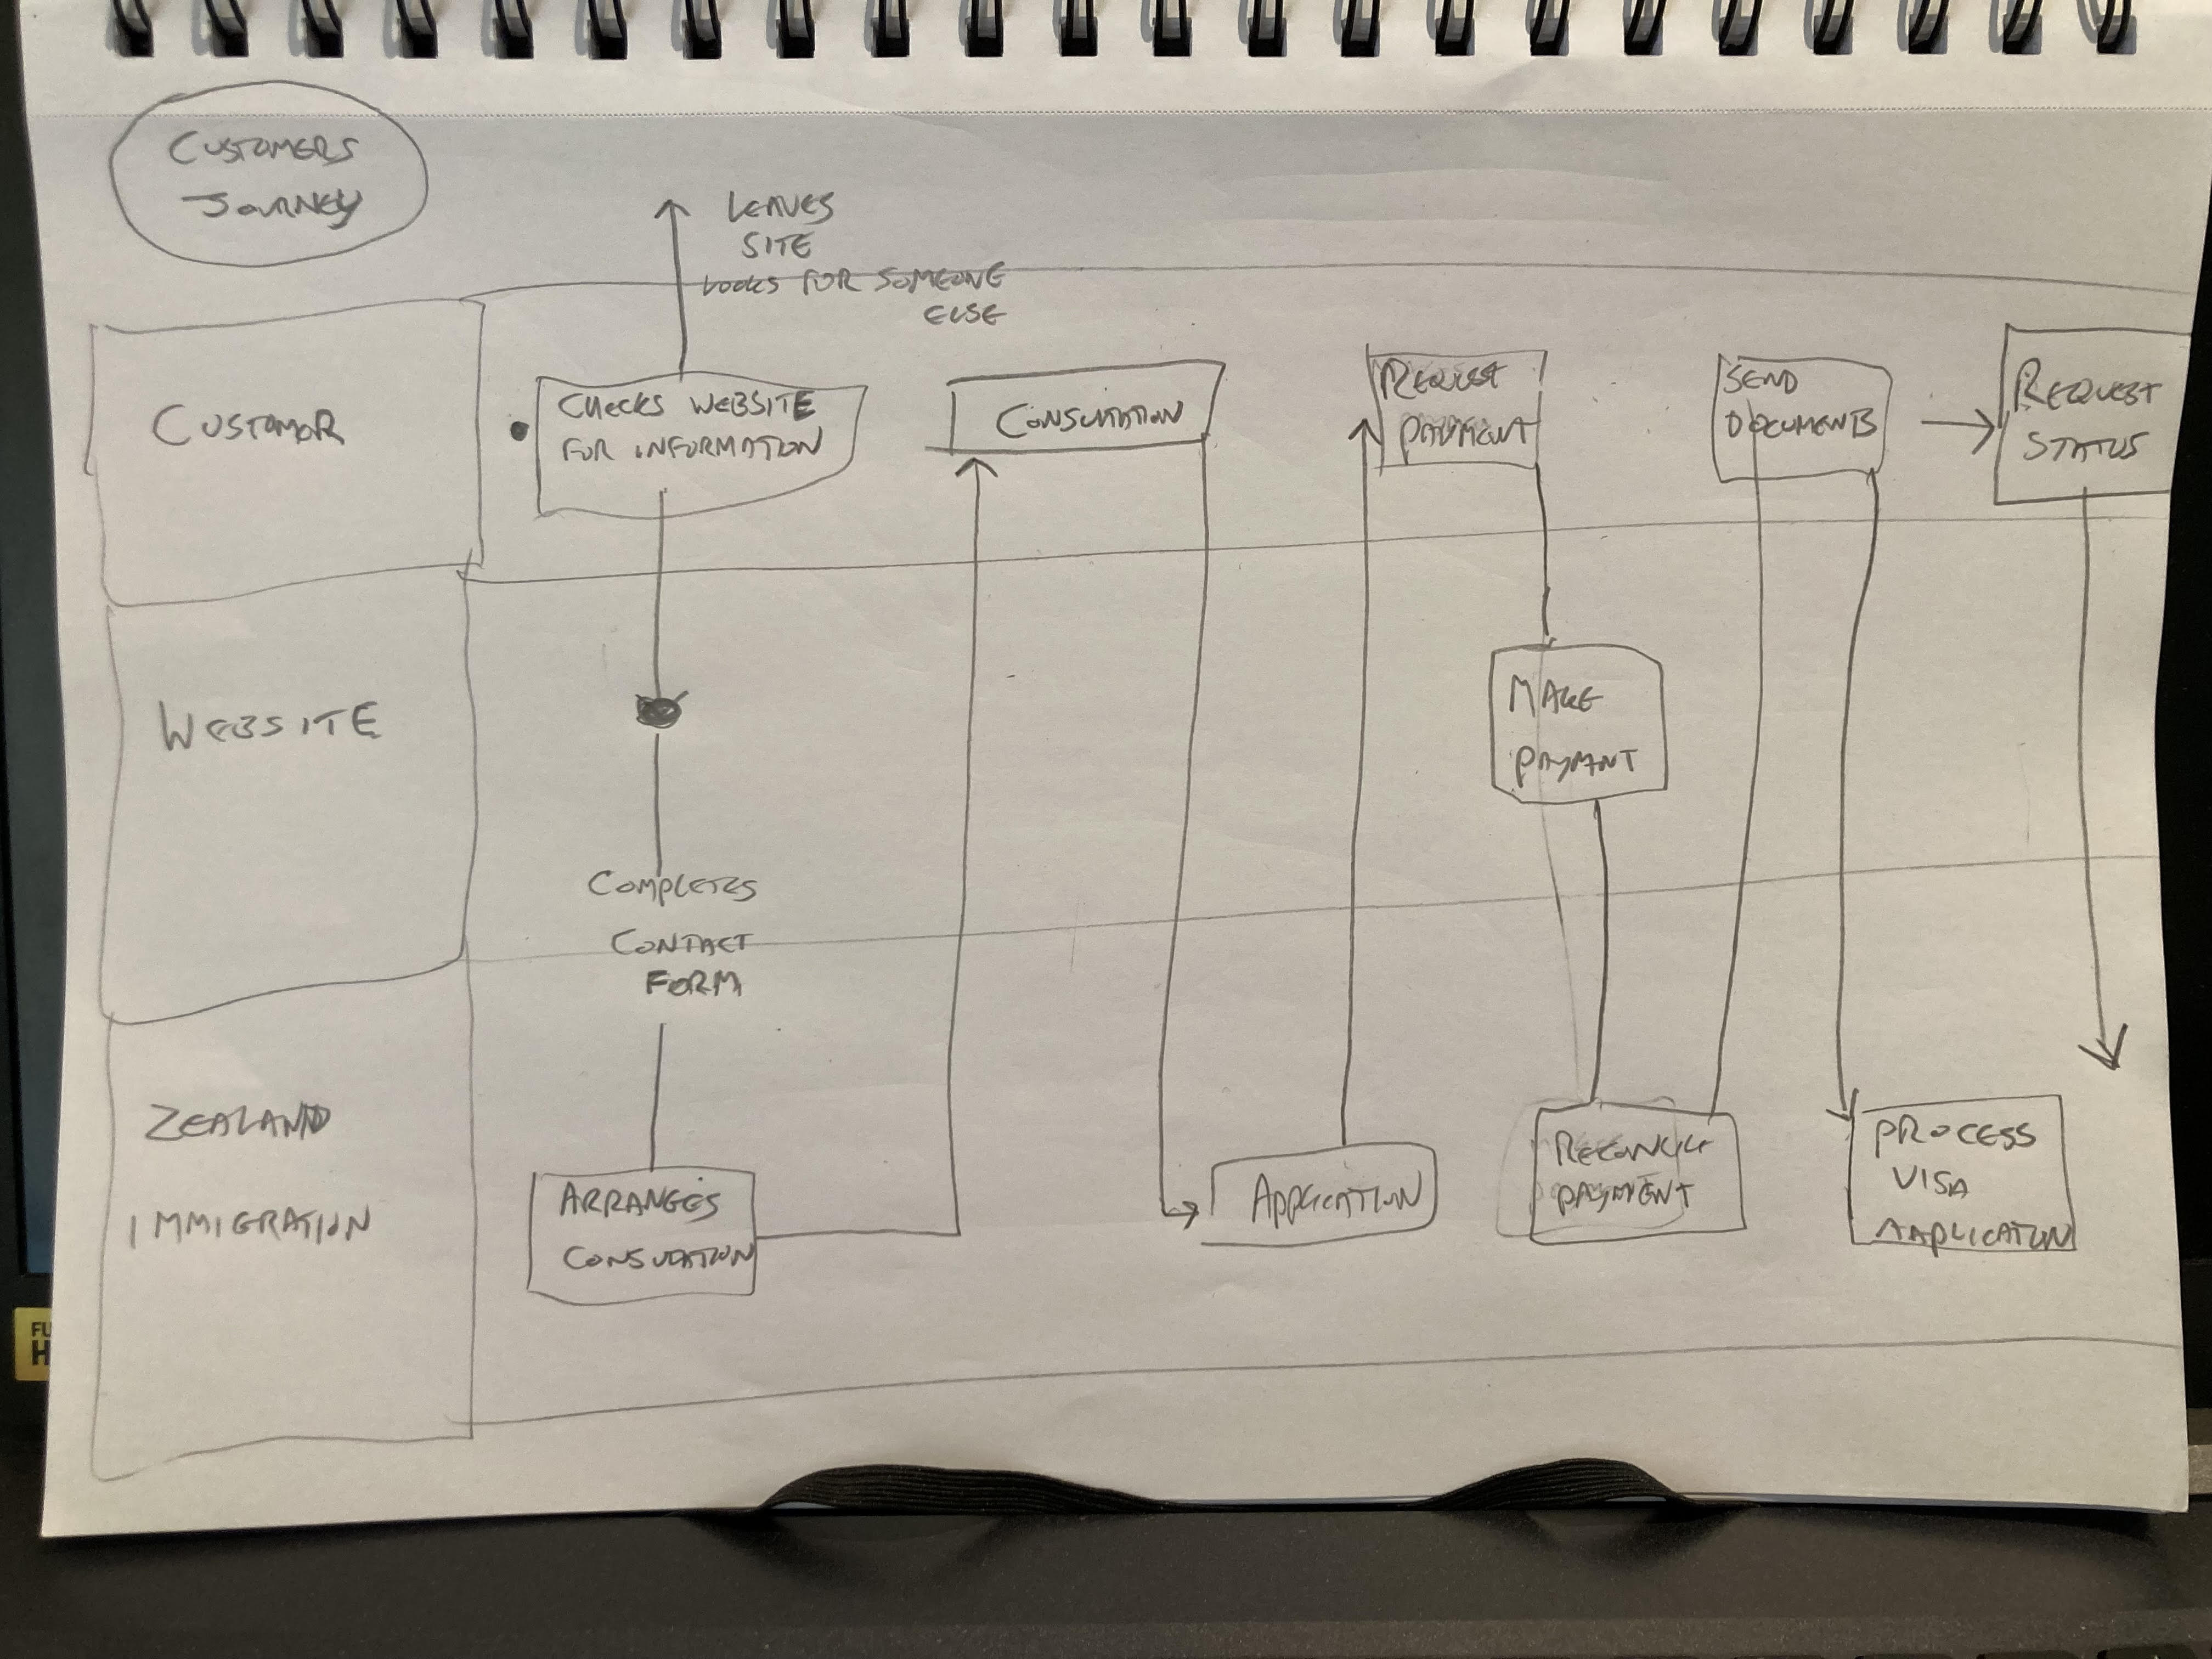 CUSTOMERS
JOURNEY
LEAVES
SITE
LOOKS FOR SOMEONE
ELSE
CUSTOMOR
CHECKS WEBSITE
FOR INFORMATION
CONSULTATION
REQUEST
PAYMENT
SEND
DOCUMENTS
REQUEST
STATUS
WEBSITE
MAKE
PAYMANT
COMPLETES
CONTACT
FORM
ZEALAND
IMMIGRATION
ARRANGES
CONSULTATION
APPLICATION
RECONCILE
PAYMENT
PROCESS
VISA
APPLICATION
FU
H